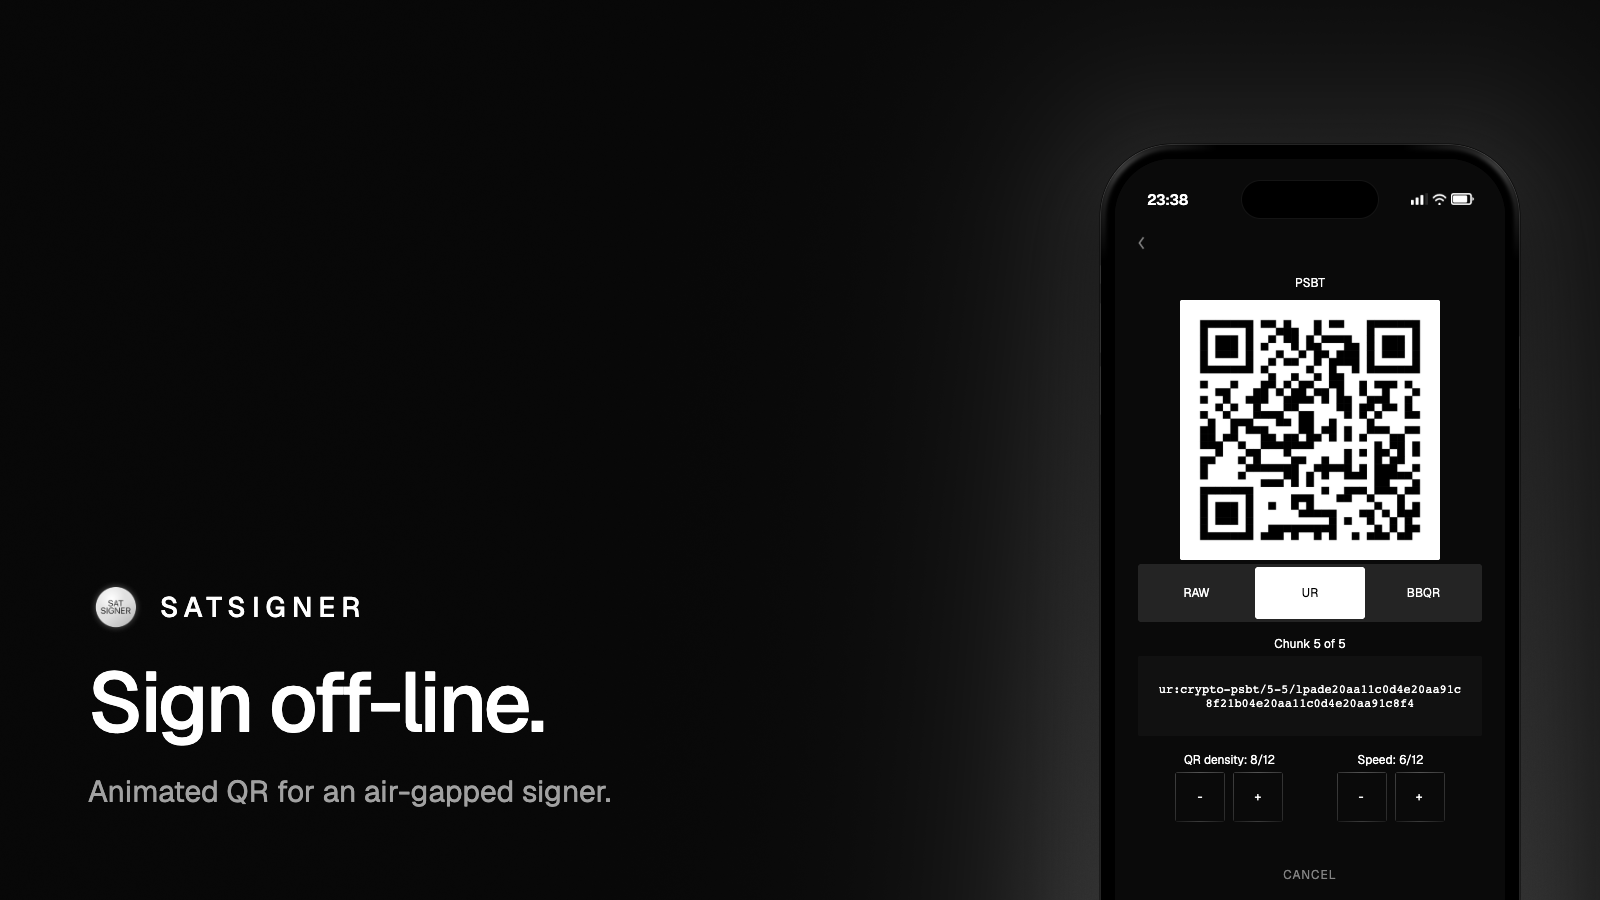 SAT
SIGNER
SATSIGNER
Sign off-line.
Animated QR for an air-gapped signer.
23:38
PSBT
RAW
UR
BBQR
Chunk 5 of 5
ur:crypto-psbt/5-5/lpade20aa11c0d4e20aa91c
8f21b04e20aa11c0d4e20aa91c8f4
QR density: 8/12
Speed: 6/12
- +
- +
CANCEL